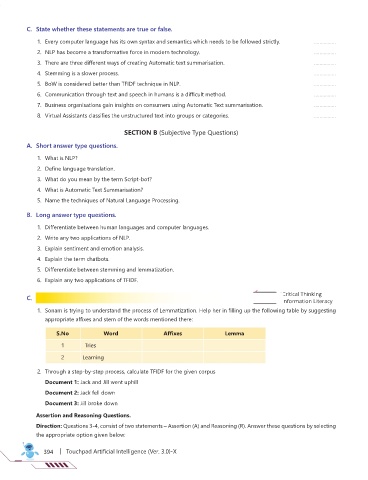 C. State whether these statements are true or false.
1. Every computer language has its own syntax and semantics which needs to be followed strictly. ............
2. NLP has become a transformative force in modern technology. ............
3. There are three different ways of creating Automatic text summarisation. ............
4. Stemming is a slower process. ............
5. BoW is considered better than TFIDF technique in NLP. ............
6. Communication through text and speech in humans is a difficult method. ............
7. Business organisations gain insights on consumers using Automatic Text summarisation. ............
8. Virtual Assistants classifies the unstructured text into groups or categories. ............
SECTION B (Subjective Type Questions)
A. Short answer type questions.
1. What is NLP?
2. Define language translation.
3. What do you mean by the term Script-bot?
4. What is Automatic Text Summarisation?
5. Name the techniques of Natural Language Processing.
B. Long answer type questions.
1. Differentiate between human languages and computer languages.
2. Write any two applications of NLP.
3. Explain sentiment and emotion analysis.
4. Explain the term chatbots.
5. Differentiate between stemming and lemmatization.
6. Explain any two applications of TFIDF.
Critical Thinking
C.
Information Literacy
1. Sonam is trying to understand the process of Lemmatization. Help her in filling up the following table by suggesting
appropriate affixes and stem of the words mentioned there:
S.No Word Affixes Lemma
1 Tries
2 Learning
2. Through a step-by-step process, calculate TFIDF for the given corpus
Document 1: Jack and Jill went uphill
Document 2: Jack fell down
Document 3: Jill broke down
Assertion and Reasoning Questions.
Direction: Questions 3-4, consist of two statements – Assertion (A) and Reasoning (R). Answer these questions by selecting
the appropriate option given below:
394 | Touchpad Artificial Intelligence (Ver. 3.0)-X